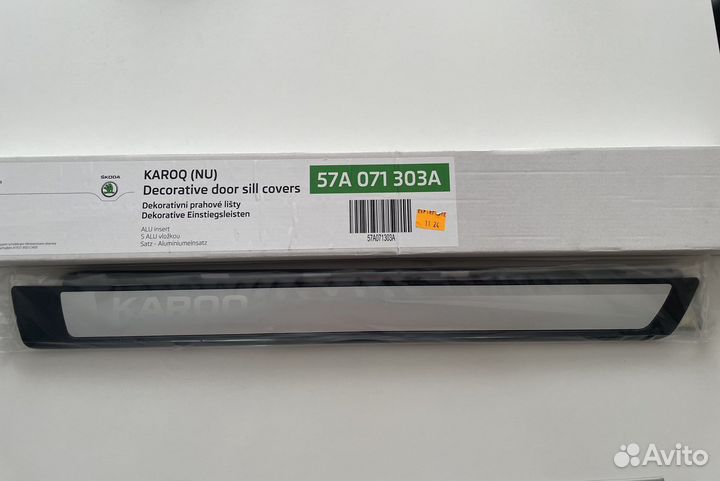 ŠKODA
KAROQ (NU)
Decorative door sill covers
57A 071 303A
Dekorativní prahové lišty
Dekorative Einstiegsleisten
ALU insert
S ALU vložkou
Satz - Aluminiumeinsatz
57A071303A
11 24
KAROQ
Avito